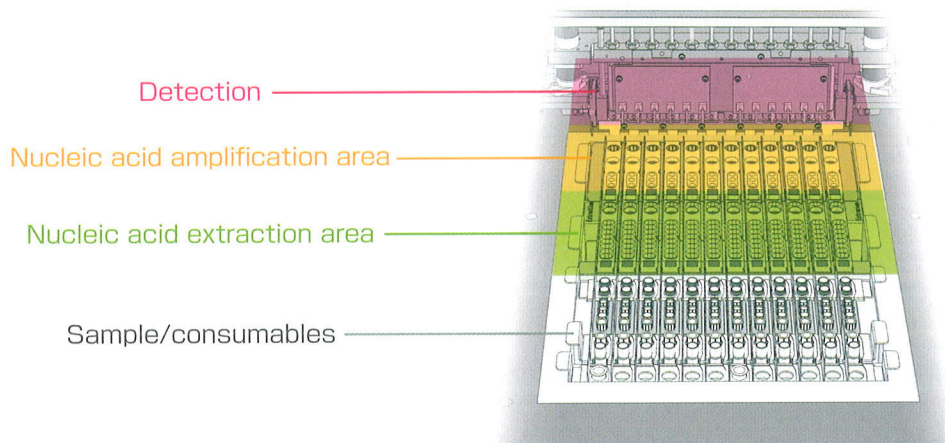 Detection
Nucleic acid amplification area
Nucleic acid extraction area
Sample/consumables